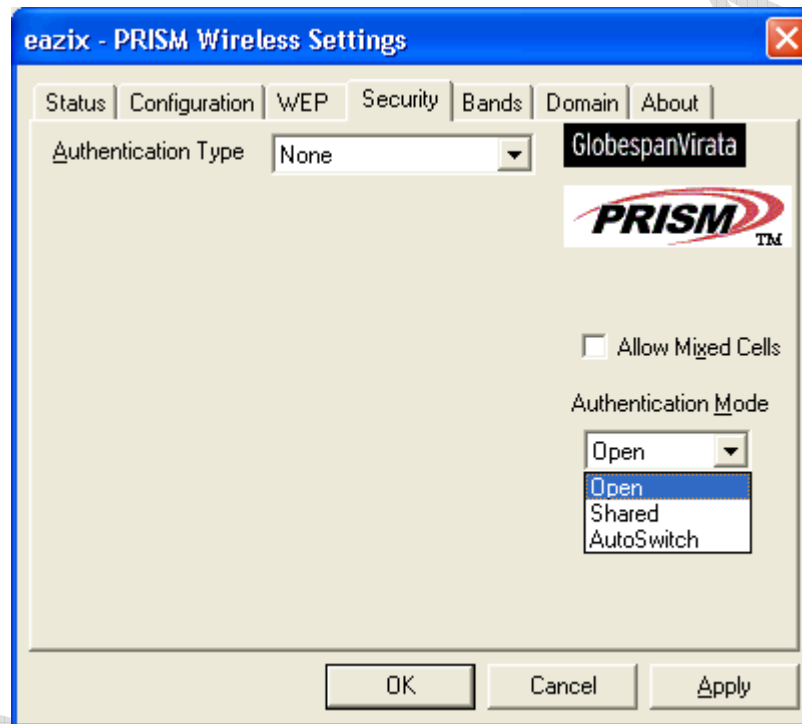 eazix - PRISM Wireless Settings
Status Configuration WEP Security Bands Domain About
Authentication Type None
GlobespanVirata
PRISM TM
Allow Mixed Cells
Authentication Mode
Open
Open
Shared
AutoSwitch
OK Cancel Apply